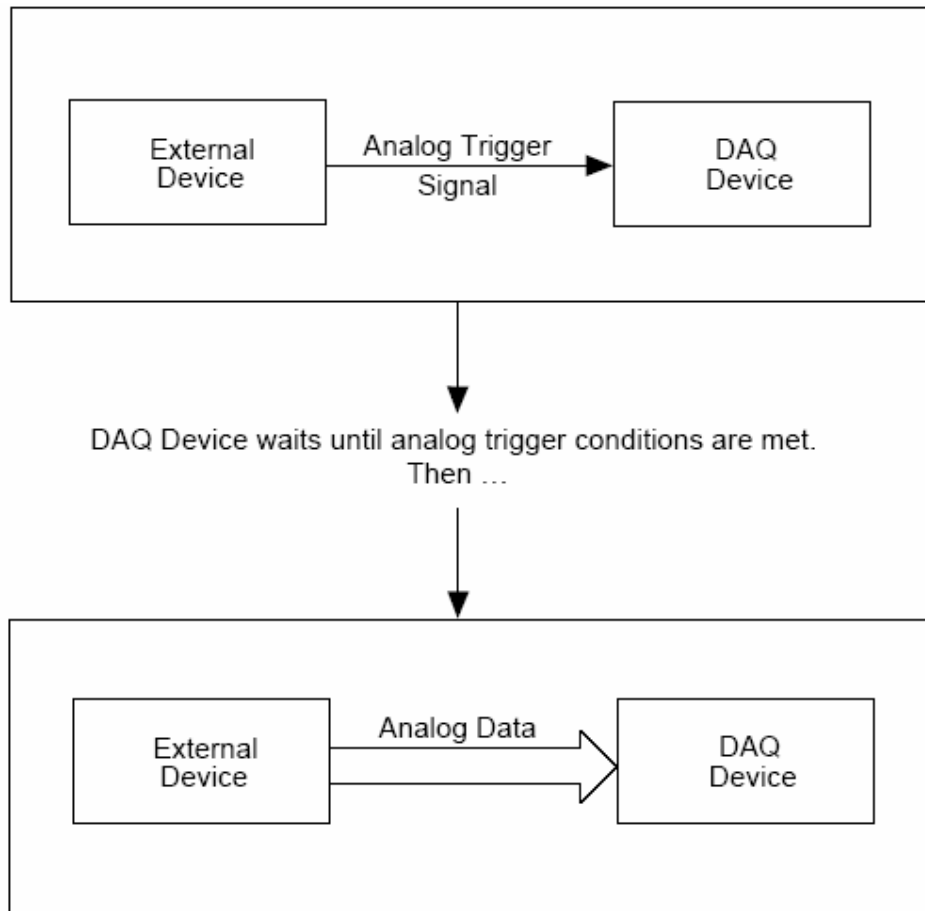 External
Device
Analog Trigger
Signal
DAQ
Device
DAQ Device waits until analog trigger conditions are met.
Then …
External
Device
Analog Data
DAQ
Device